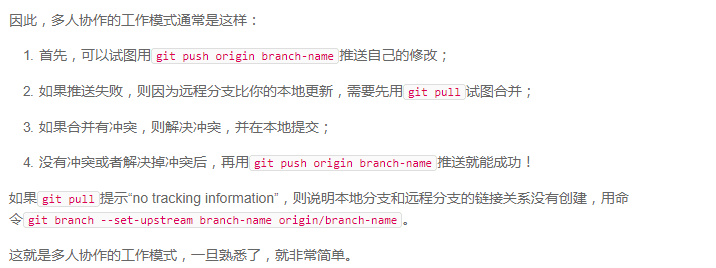 因此，多人协作的工作模式通常是这样：
1. 首先，可以试图用git push origin branch-name推送自己的修改；
2. 如果推送失败，则因为远程分支比你的本地更新，需要先用git pull试图合并；
3. 如果合并有冲突，则解决冲突，并在本地提交；
4. 没有冲突或者解决掉冲突后，再用git push origin branch-name推送就能成功！
如果git pull提示“no tracking information”，则说明本地分支和远程分支的链接关系没有创建，用命
令git branch --set-upstream branch-name origin/branch-name。
这就是多人协作的工作模式，一旦熟悉了，就非常简单。